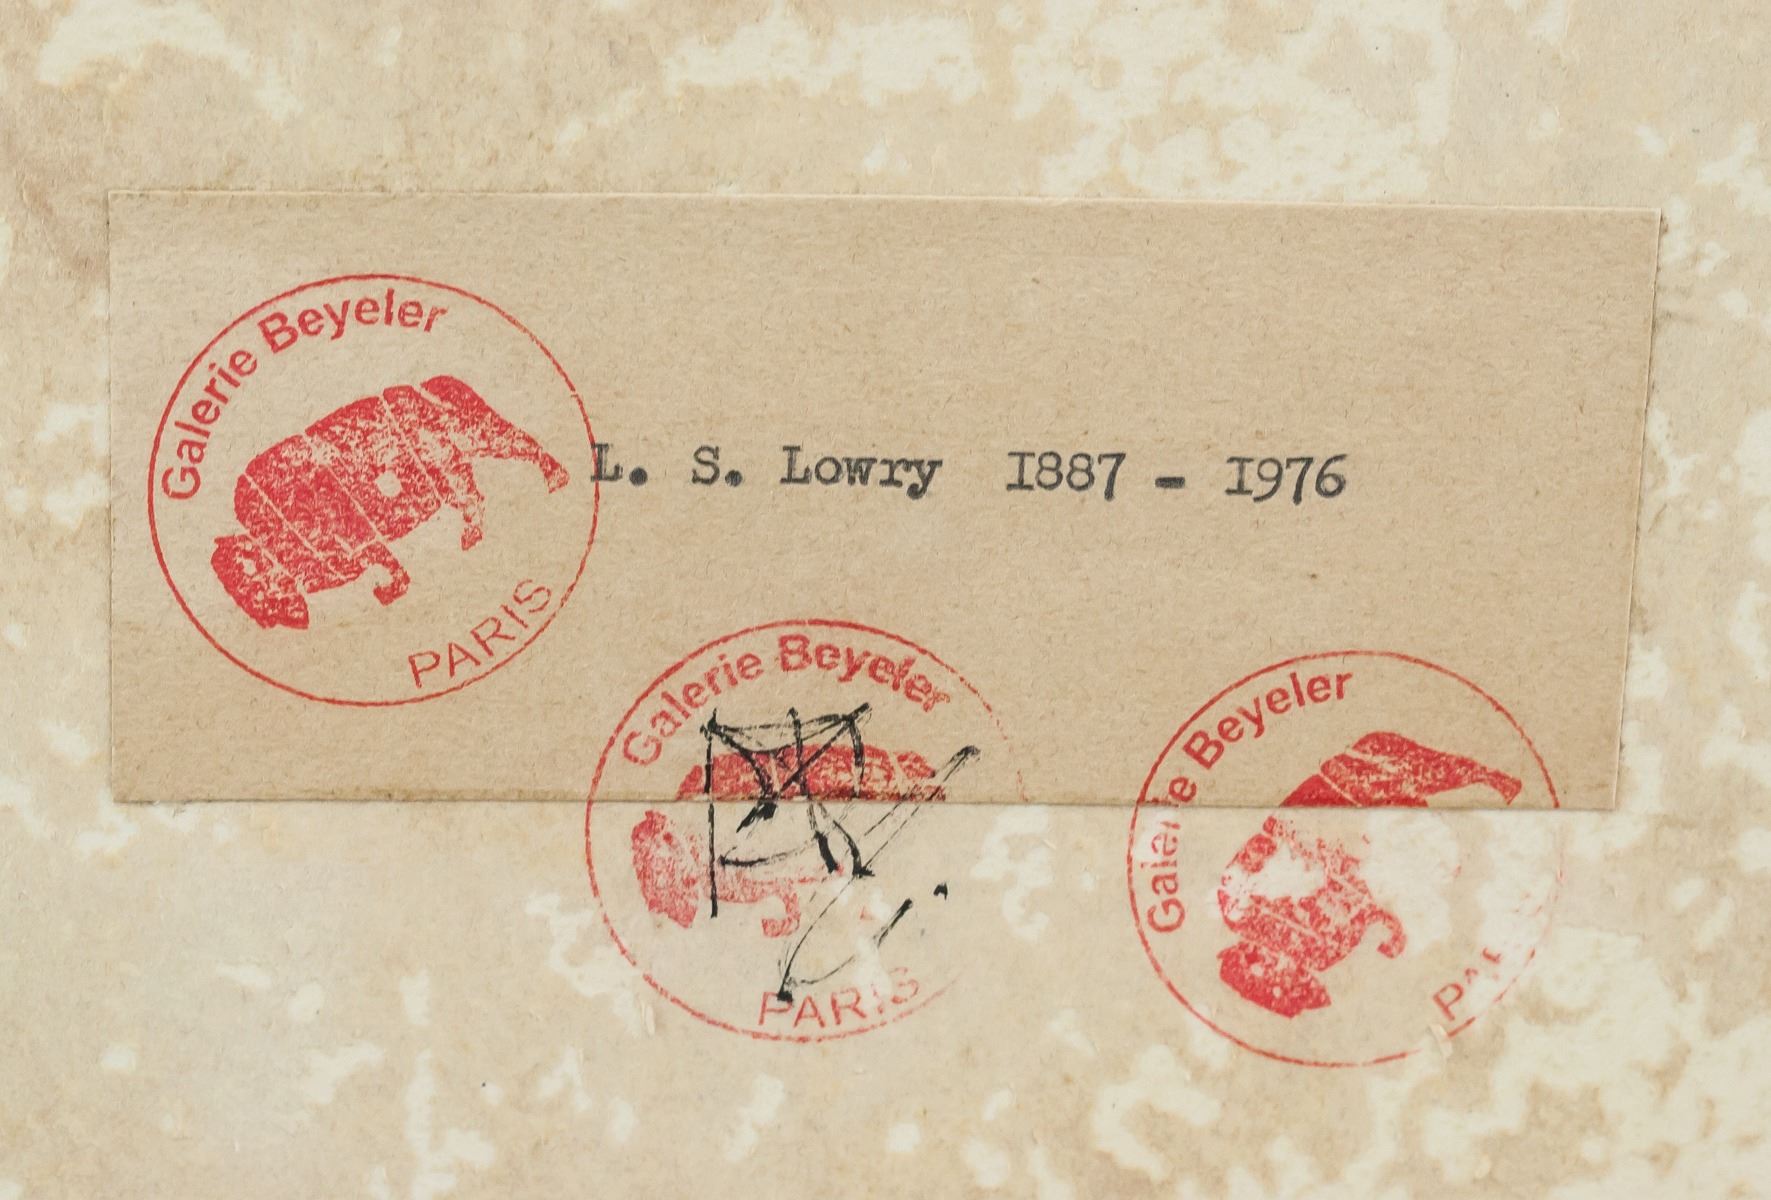 Galerie Beyeler
L. S. Lowry 1887 - 1976
PARIS
Galerie Beyeler
PARIS
Galerie Beyeler